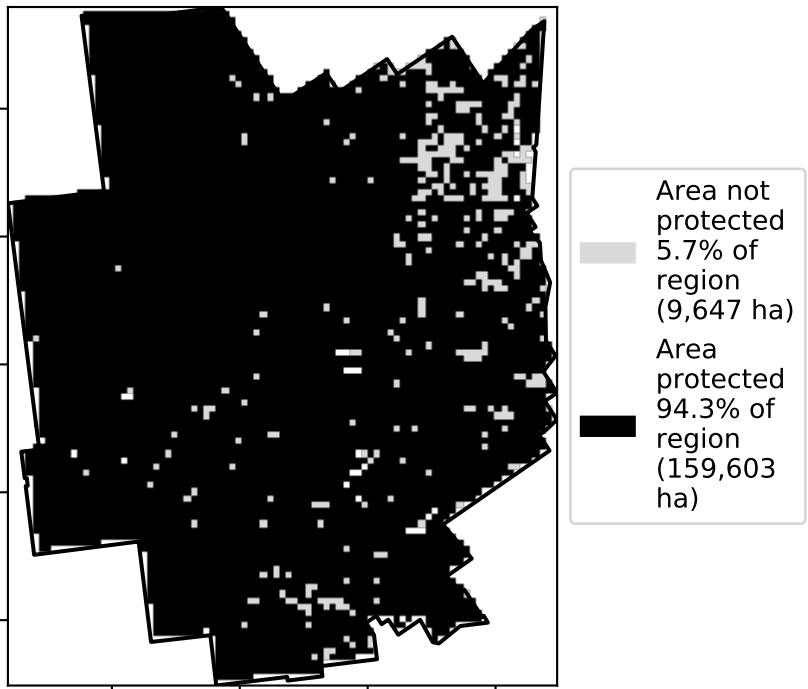 Area not
protected
5.7% of
region
(9,647 ha)
Area
protected
94.3% of
region
(159,603
ha)